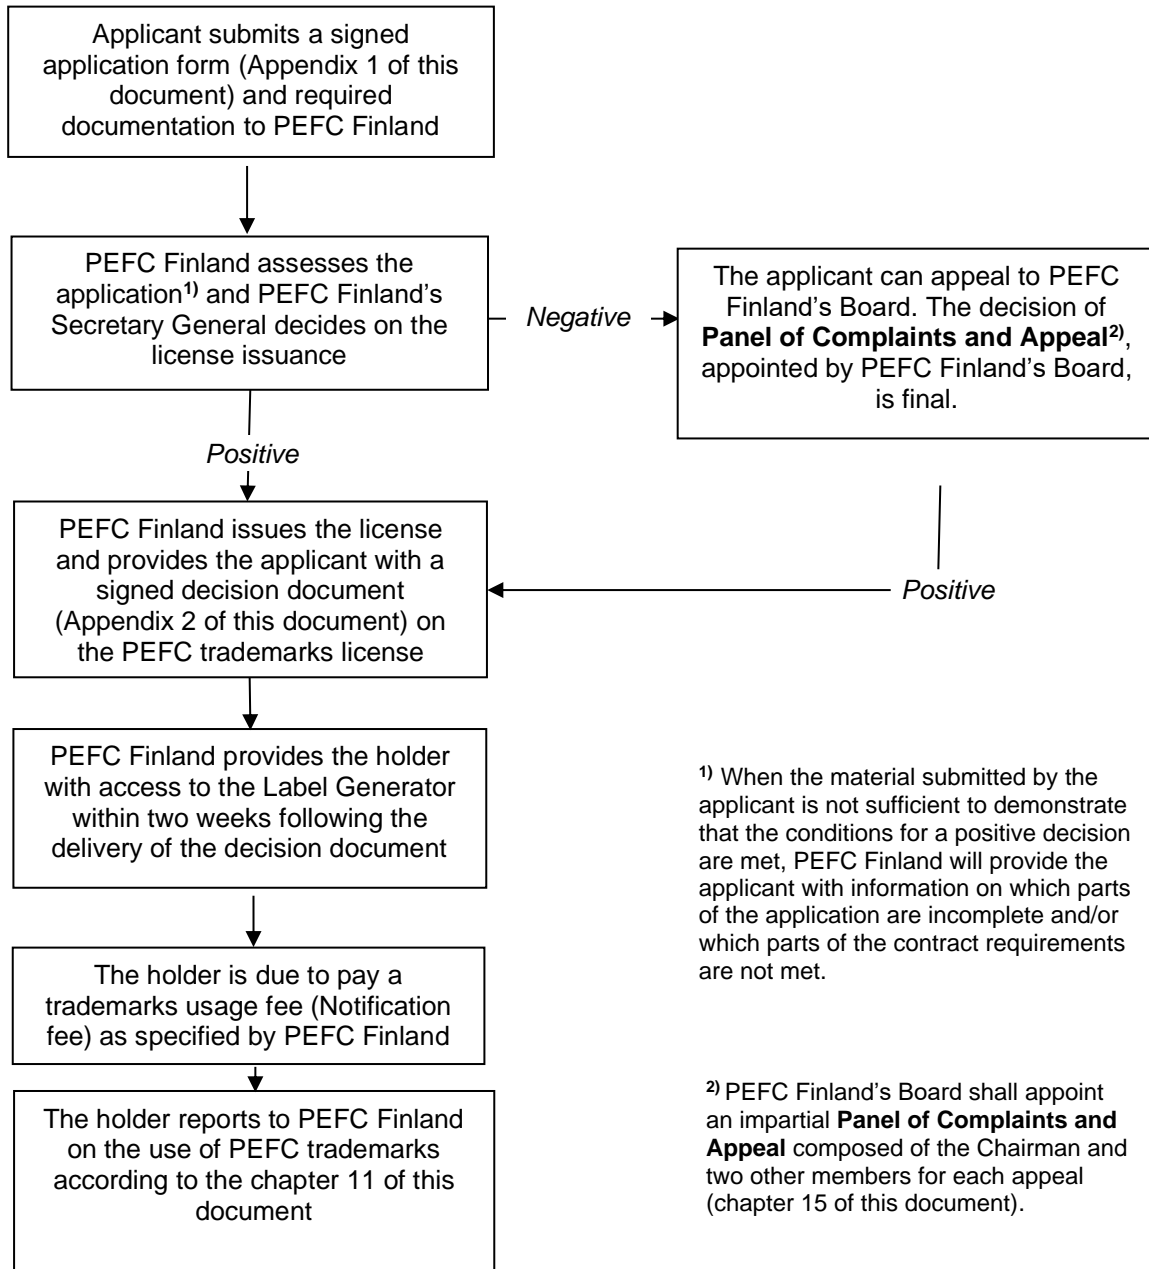 Applicant submits a signed
application form (Appendix 1 of this
document) and required
documentation to PEFC Finland
PEFC Finland assesses the
application1) and PEFC Finland's
Secretary General decides on the
license issuance
Negative
The applicant can appeal to PEFC
Finland's Board. The decision of
Panel of Complaints and Appeal2),
appointed by PEFC Finland's Board,
is final.
Positive
PEFC Finland issues the license
and provides the applicant with a
signed decision document
(Appendix 2 of this document) on
the PEFC trademarks license
Positive
PEFC Finland provides the holder
with access to the Label Generator
within two weeks following the
delivery of the decision document
The holder is due to pay a
trademarks usage fee (Notification
fee) as specified by PEFC Finland
The holder reports to PEFC Finland
on the use of PEFC trademarks
according to the chapter 11 of this
document
1) When the material submitted by the
applicant is not sufficient to demonstrate
that the conditions for a positive decision
are met, PEFC Finland will provide the
applicant with information on which parts
of the application are incomplete and/or
which parts of the contract requirements
are not met.
2) PEFC Finland's Board shall appoint
an impartial Panel of Complaints and
Appeal composed of the Chairman and
two other members for each appeal
(chapter 15 of this document).